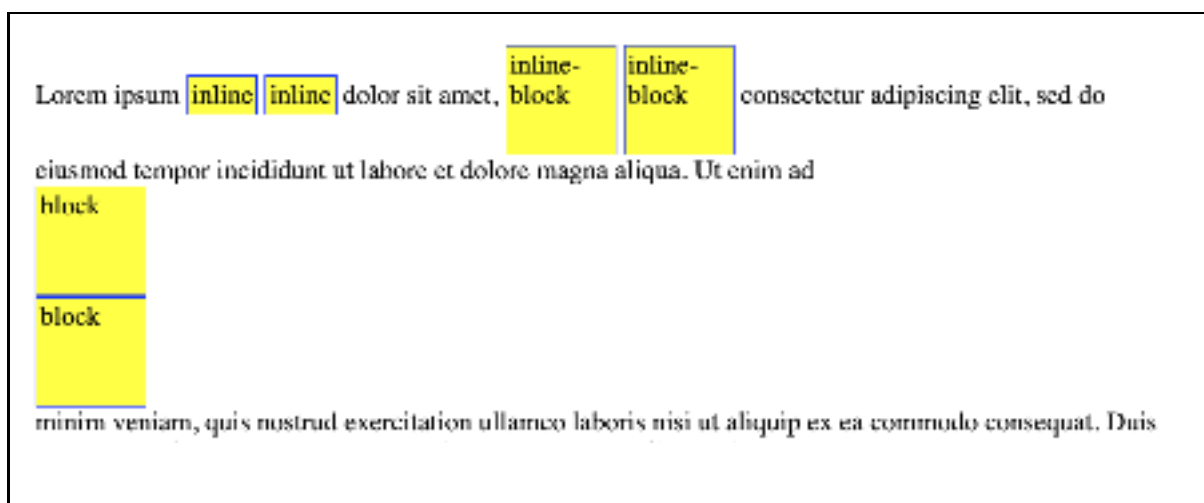 Lorem ipsum inline inline dolor sit amet, inline-block inline-block consectetur adipiscing elit, sed do
eiusmod tempor incididunt ut labore et dolore magna aliqua. Ut enim ad
block
block
minim veniam, quis nostrud exercitation ullamco laboris nisi ut aliquip ex ea commodo consequat. Duis